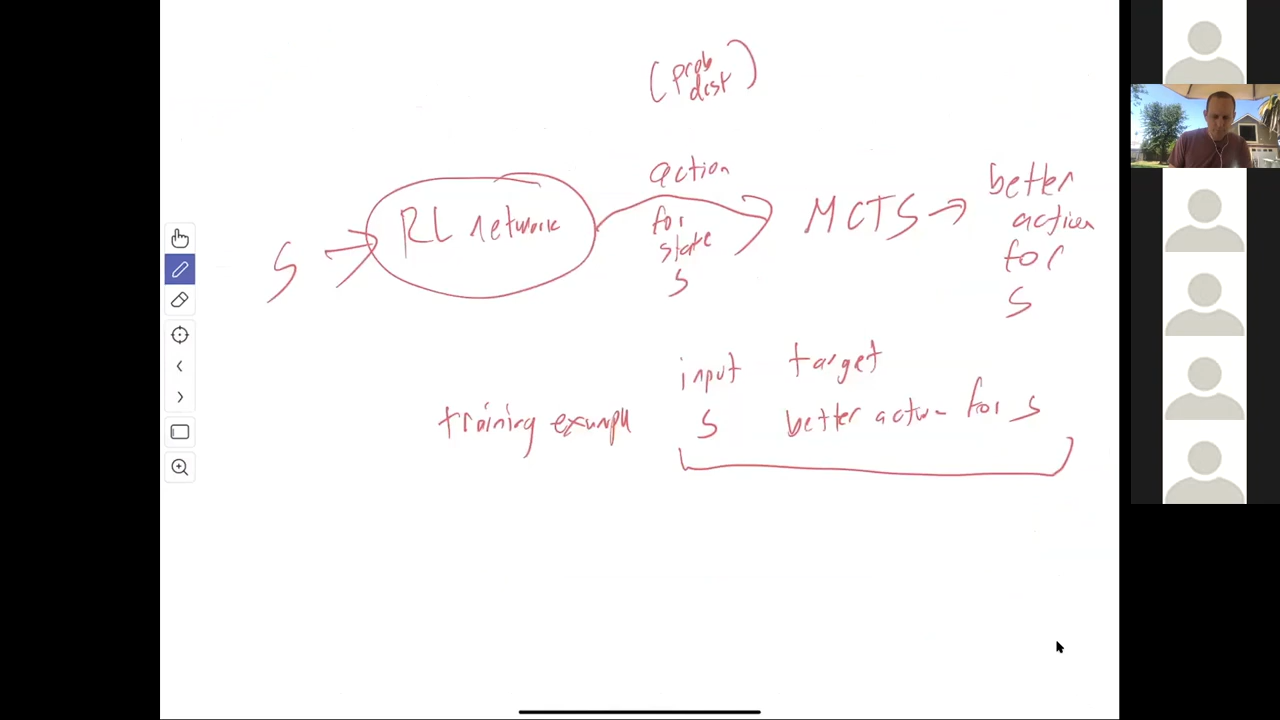 (prob
dist)
action
for
state
S
S → RL network
MCTS →
better
action
for
S
input target
training example S better action for S